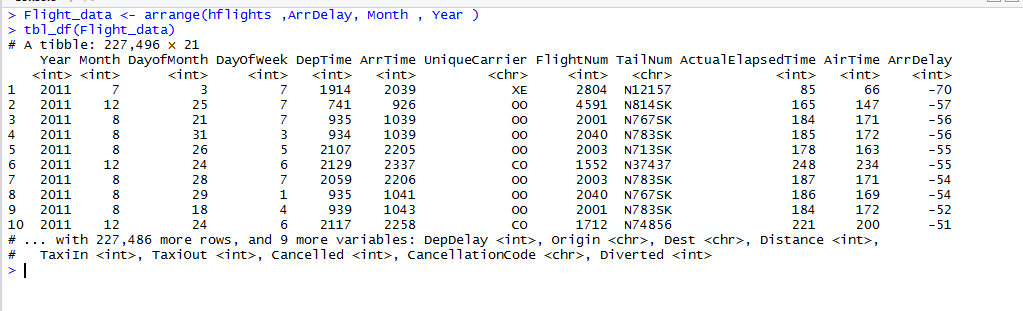 > Flight_data <- arrange(hflights ,ArrDelay, Month , Year )
> tbl_df(Flight_data)
# A tibble: 227,496 × 21
Year Month DayofMonth DayOfWeek DepTime ArrTime UniqueCarrier FlightNum TailNum ActualElapsedTime AirTime ArrDelay
<int> <int> <int> <int> <int> <int> <chr> <int> <chr> <int> <int> <int>
1 2011 7 3 7 1914 2039 XE 2804 N12157 85 66 -70
2 2011 12 25 7 741 926 OO 4591 N814SK 165 147 -57
3 2011 8 21 7 935 1039 OO 2001 N767SK 184 171 -56
4 2011 8 31 3 934 1039 OO 2040 N783SK 185 172 -56
5 2011 8 26 5 2107 2205 OO 2003 N713SK 178 163 -55
6 2011 12 24 6 2129 2337 CO 1552 N37437 248 234 -55
7 2011 8 28 7 2059 2206 OO 2003 N783SK 187 171 -54
8 2011 8 29 1 935 1041 OO 2040 N767SK 186 169 -54
9 2011 8 18 4 939 1043 OO 2001 N783SK 184 172 -52
10 2011 12 24 6 2117 2258 CO 1712 N74856 221 200 -51
# ... with 227,486 more rows, and 9 more variables: DepDelay <int>, Origin <chr>, Dest <chr>, Distance <int>,
# TaxiIn <int>, TaxiOut <int>, Cancelled <int>, CancellationCode <chr>, Diverted <int>
>